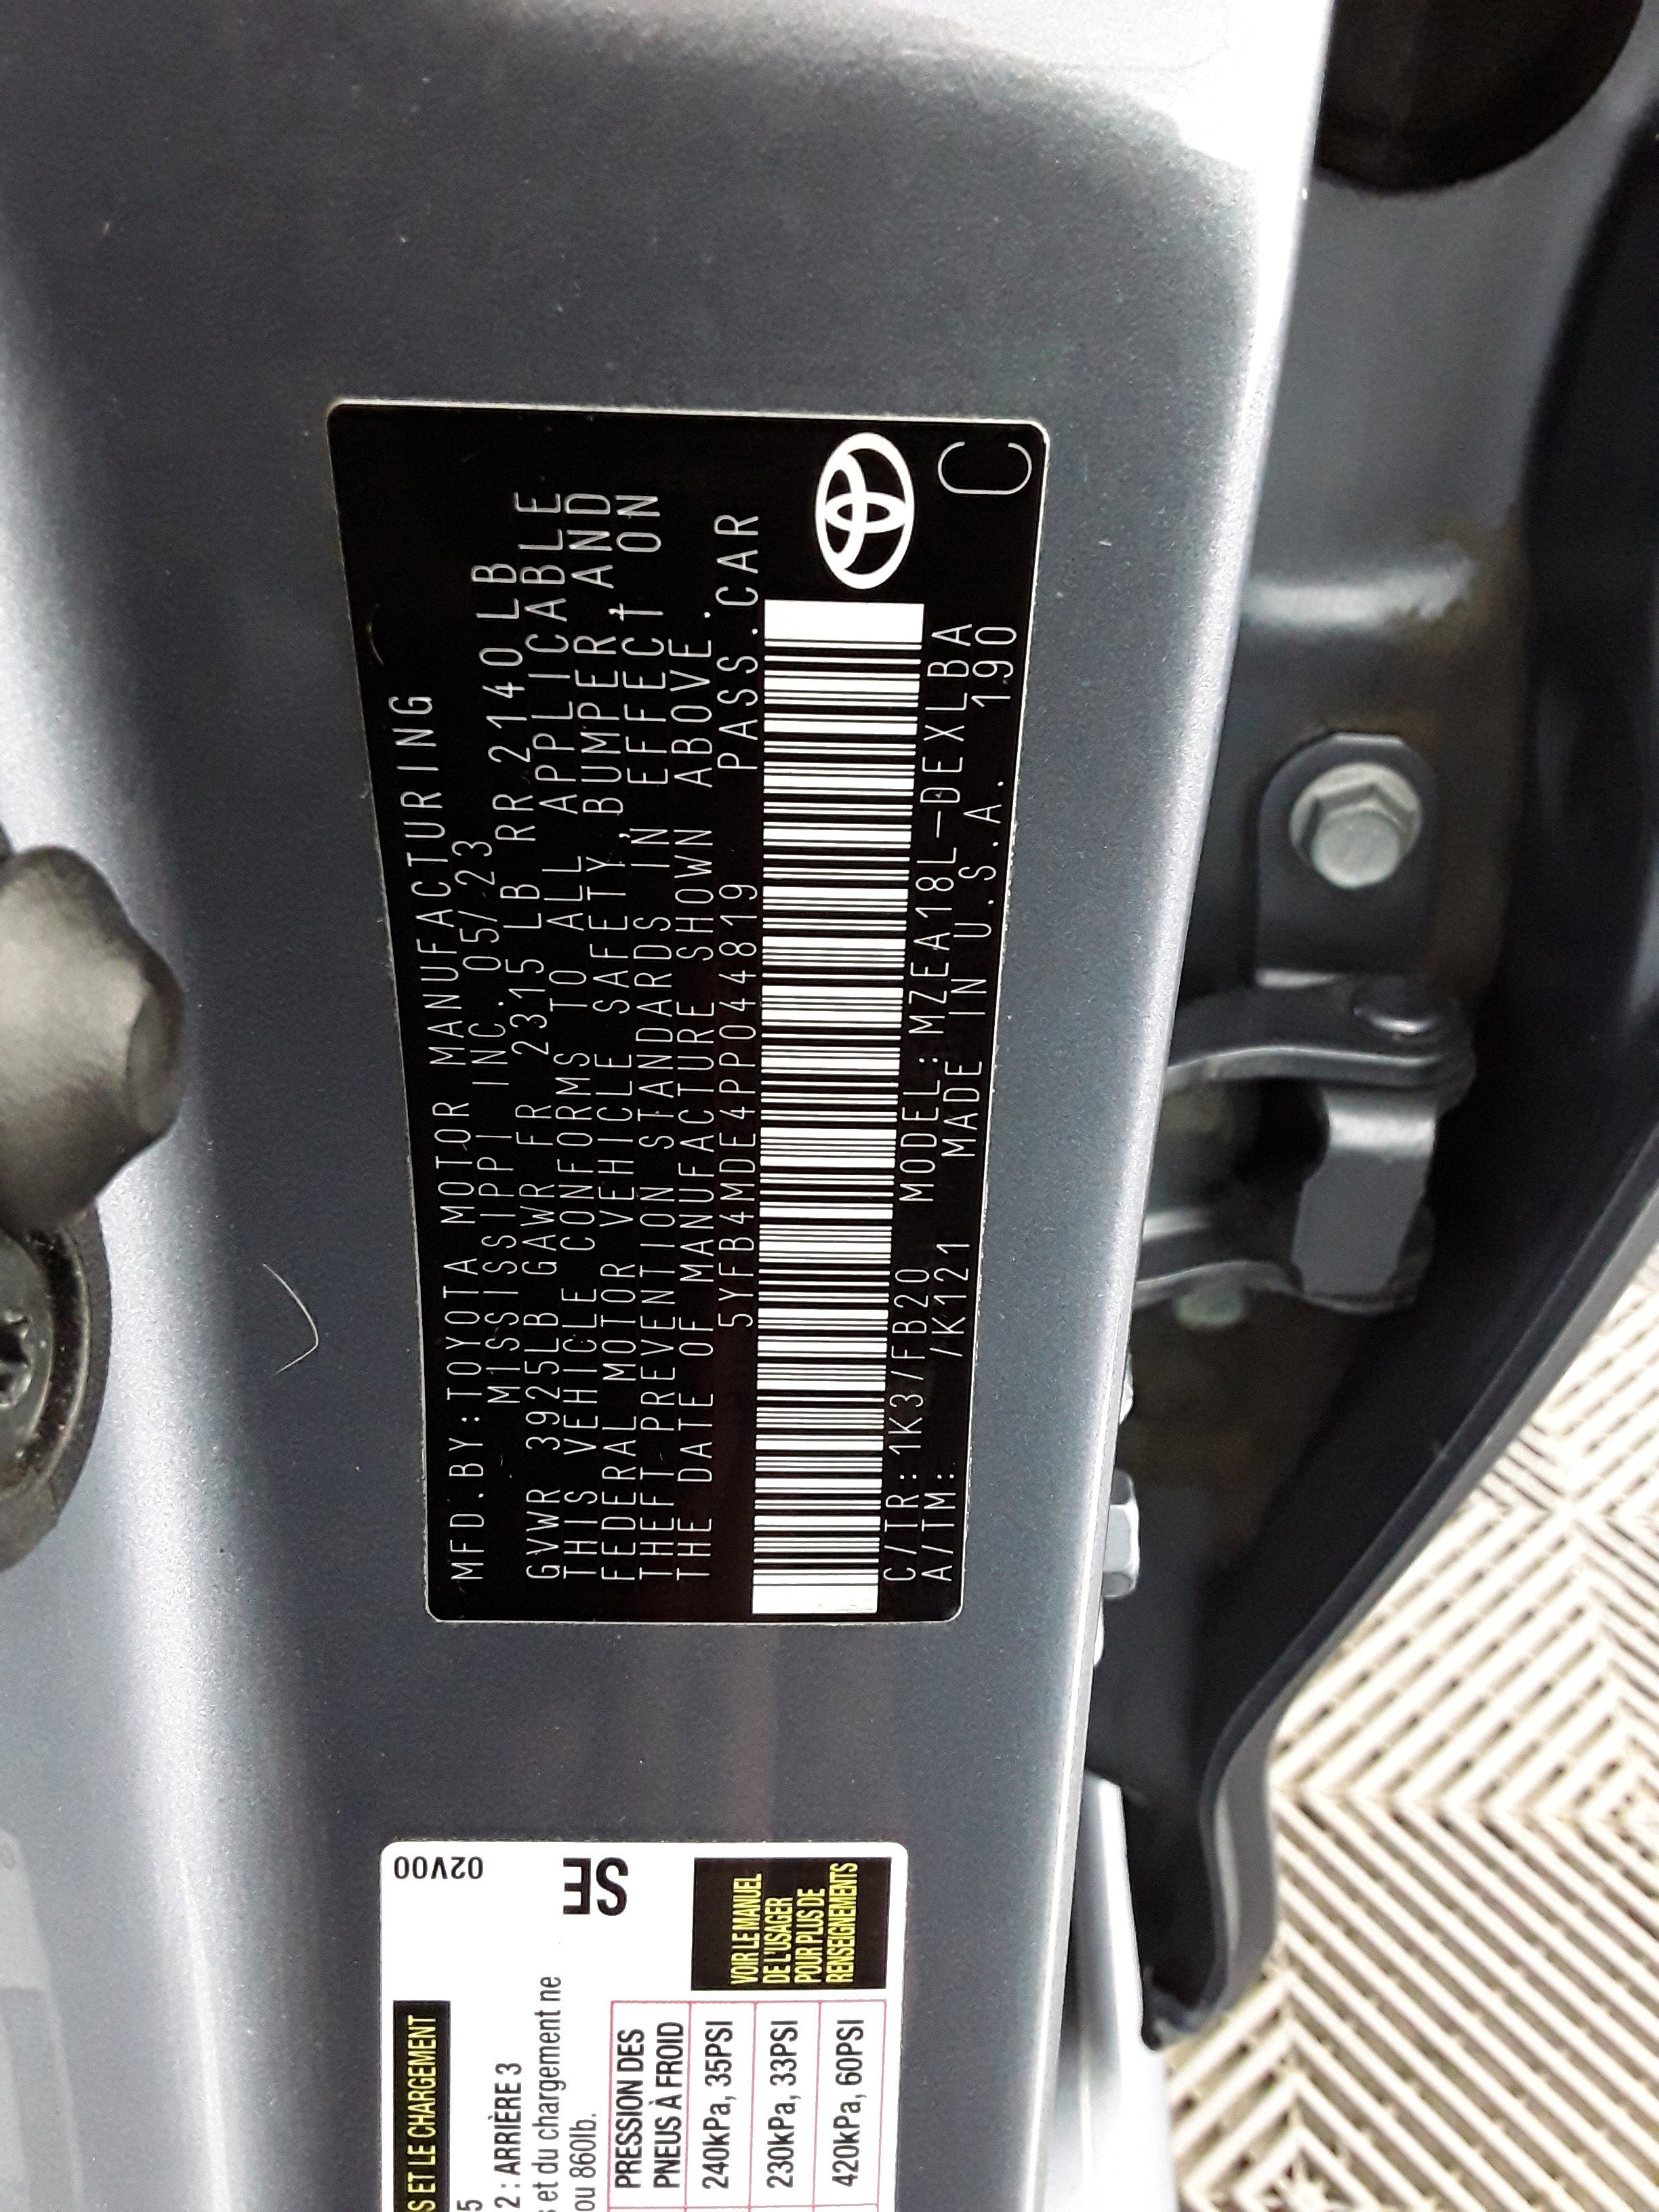 MFD.BY:TOYOTA MOTOR MANUFACTURING
MISSISSIPPI INC. 05/23
GVWR 3925LB GAWR FR 2315 LB RR 2140LB
THIS VEHICLE CONFORMS TO ALL APPLICABLE
FEDERAL MOTOR VEHICLE SAFETY, BUMPER AND
THEFT PREVENTION STANDARDS IN EFFECT ON
THE DATE OF MANUFACTURE SHOWN ABOVE.
5YFB4MDE4PP044819 PASS.CAR
C/TR:1K3/FB20 MODEL:MZEA18L-DEXLBA
A/TM: /K121 MADE IN U.S.A. 190
C
02V00
SE
S ET LE CHARGEMENT
5
2 : ARRIÈRE 3
s et du chargement ne
ou 860lb.
PRESSION DES
PNEUS À FROID
240kPa, 35PSI
230kPa, 33PSI
420kPa, 60PSI
VOIR LE MANUEL
DE L'USAGER
POUR PLUS DE
RENSEIGNEMENTS